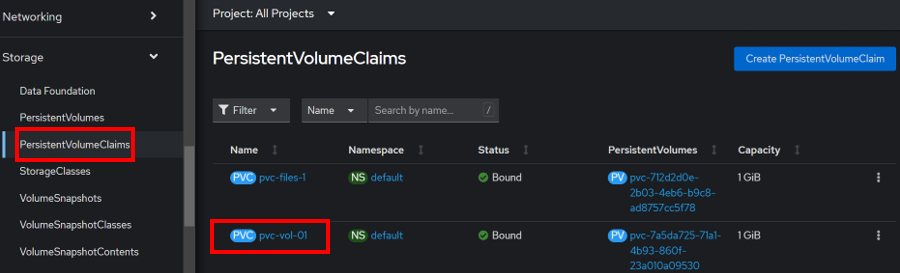 Networking
Storage
Data Foundation
PersistentVolumes
PersistentVolumeClaims
StorageClasses
VolumeSnapshots
VolumeSnapshotClasses
VolumeSnapshotContents
Project: All Projects
PersistentVolumeClaims
Create PersistentVolumeClaim
Filter Name Search by name... /
Name Namespace Status PersistentVolumes Capacity
PVC pvc-files-1 NS default Bound PV pvc-712d2d0e- 1 GiB
2b03-4eb6-b9c8-
ad8757cc5f78
PVC pvc-vol-01 NS default Bound PV pvc-7a5da725-71a1- 1 GiB
4b93-860f-
23a010a09530